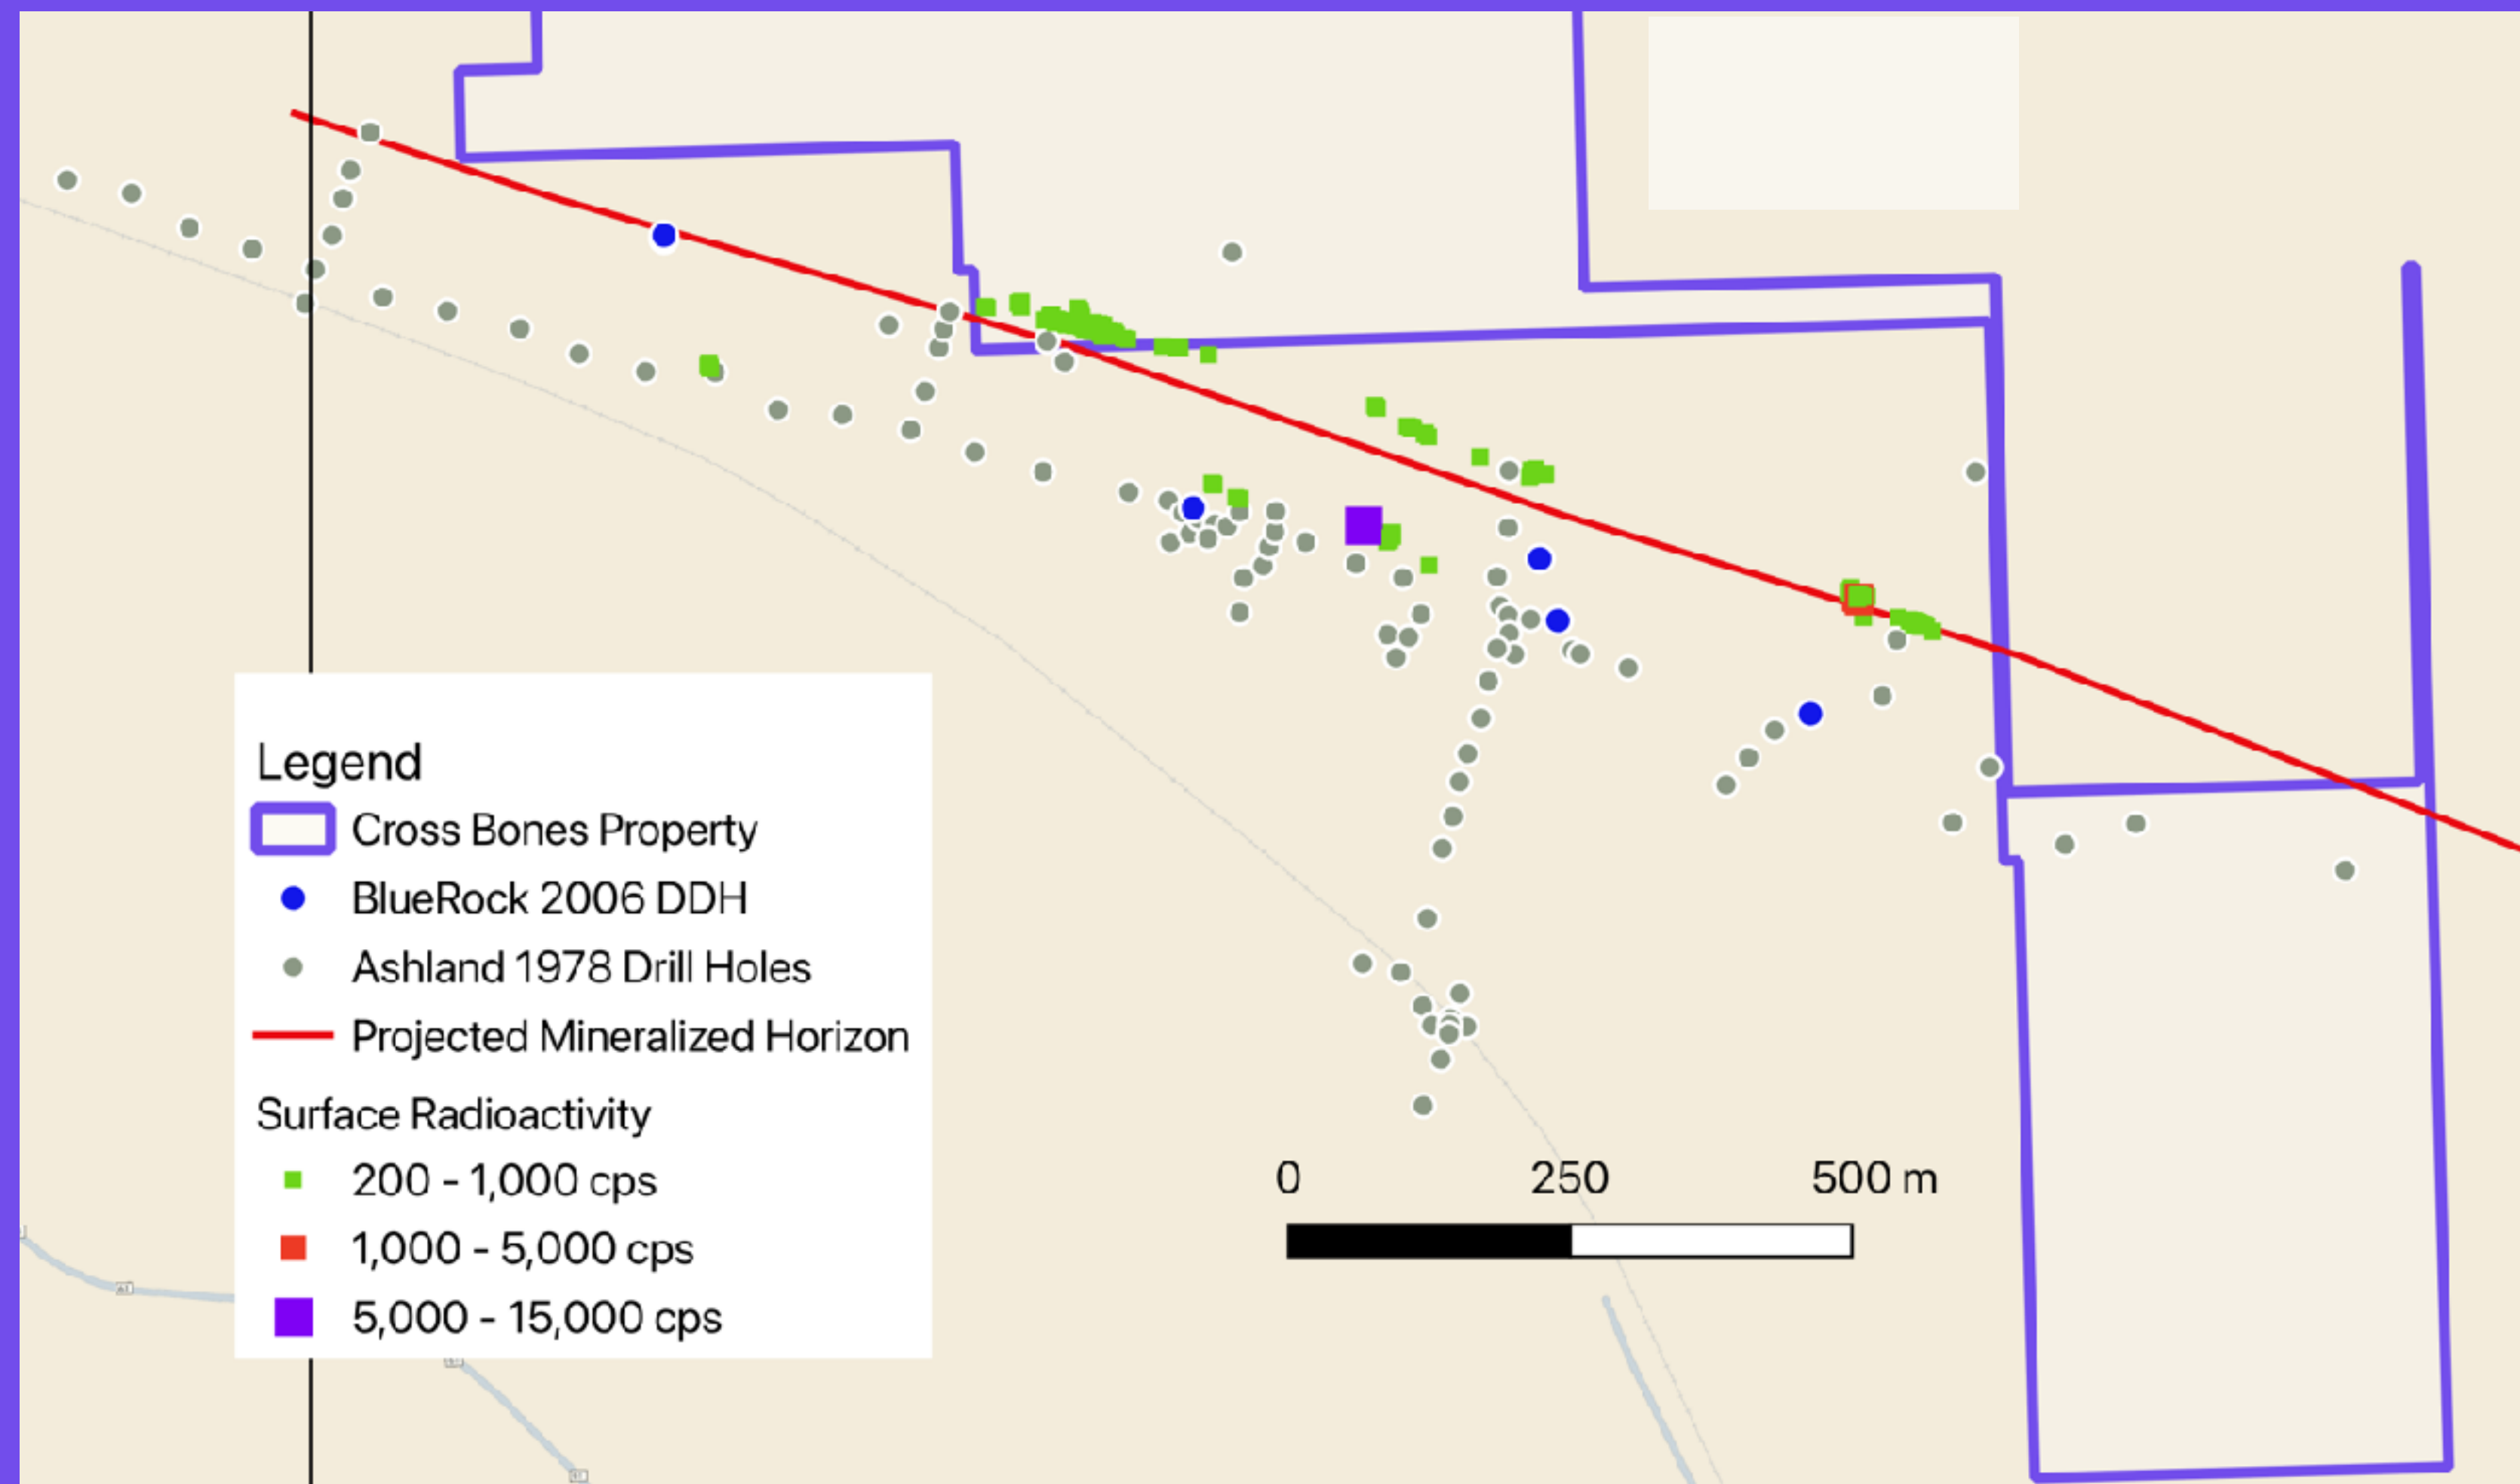 Legend
Cross Bones Property
BlueRock 2006 DDH
Ashland 1978 Drill Holes
Projected Mineralized Horizon
Surface Radioactivity
200 - 1,000 cps
1,000 - 5,000 cps
5,000 - 15,000 cps
0 250 500 m